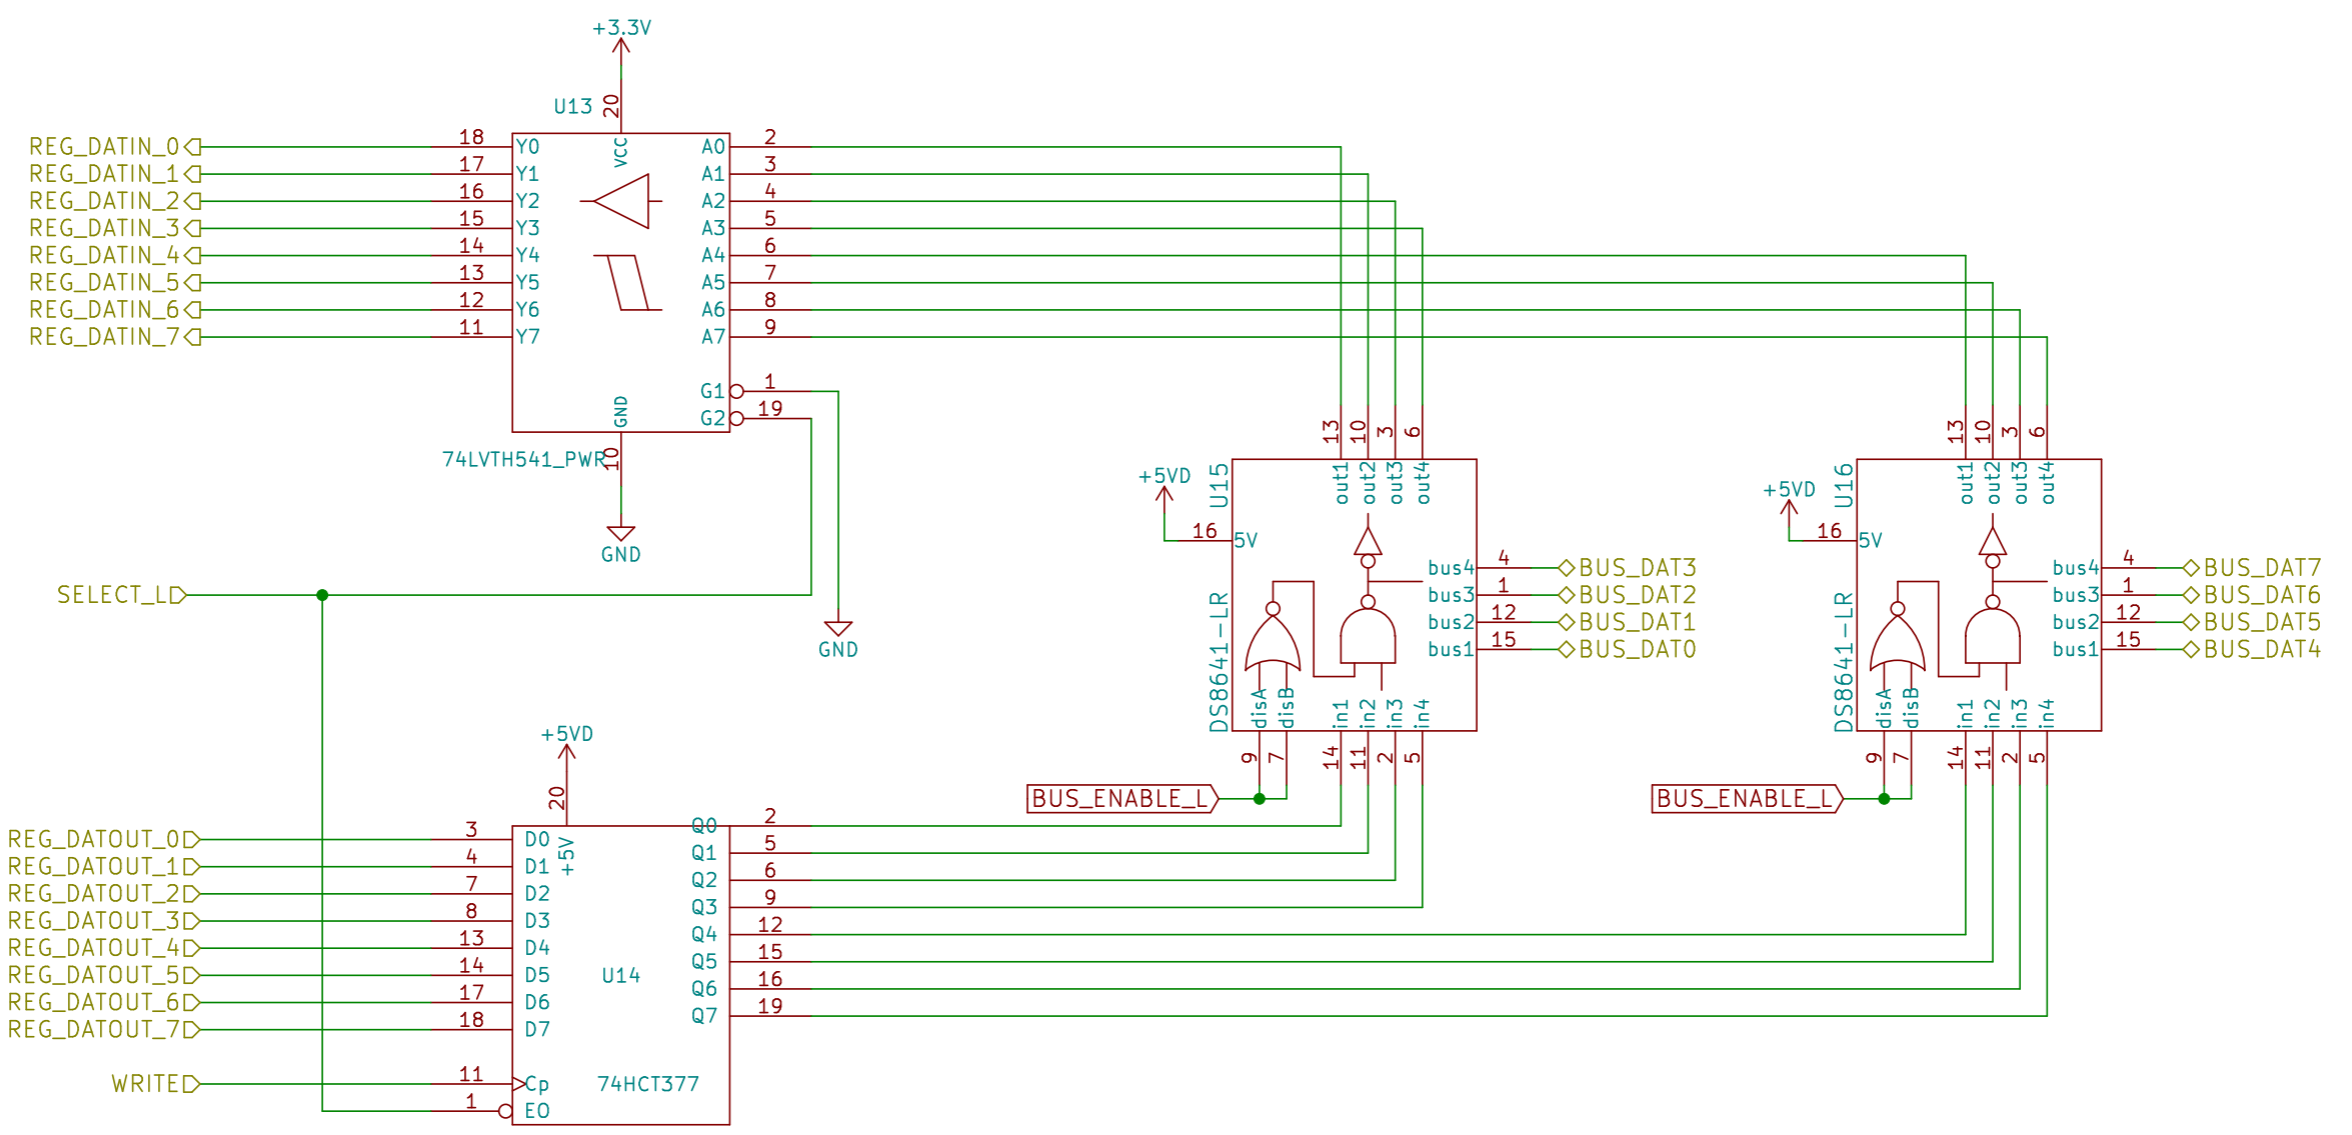 +3.3V
U13
20
VCC
REG_DATIN_0 18 Y0 A0 2
REG_DATIN_1 17 Y1 A1 3
REG_DATIN_2 16 Y2 A2 4
REG_DATIN_3 15 Y3 A3 5
REG_DATIN_4 14 Y4 A4 6
REG_DATIN_5 13 Y5 A5 7
REG_DATIN_6 12 Y6 A6 8
REG_DATIN_7 11 Y7 A7 9
G1 1
G2 19
GND
10
74LVTH541_PWR
GND
SELECT_L
GND
13 10 3 6
out1 out2 out3 out4
U15
+5VD
16 5V
DS8641-LR
bus4 4 BUS_DAT3
bus3 1 BUS_DAT2
bus2 12 BUS_DAT1
bus1 15 BUS_DAT0
disA disB in1 in2 in3 in4
9 7 14 11 2 5
BUS_ENABLE_L
13 10 3 6
out1 out2 out3 out4
U16
+5VD
16 5V
DS8641-LR
bus4 4 BUS_DAT7
bus3 1 BUS_DAT6
bus2 12 BUS_DAT5
bus1 15 BUS_DAT4
disA disB in1 in2 in3 in4
9 7 14 11 2 5
BUS_ENABLE_L
+5VD
20
+5V
Q0 2
REG_DATOUT_0 3 D0
Q1 5
REG_DATOUT_1 4 D1
Q2 6
REG_DATOUT_2 7 D2
Q3 9
REG_DATOUT_3 8 D3
Q4 12
REG_DATOUT_4 13 D4
Q5 15
REG_DATOUT_5 14 D5
U14
Q6 16
REG_DATOUT_6 17 D6
Q7 19
REG_DATOUT_7 18 D7
WRITE 11 Cp 74HCT377
1 EO